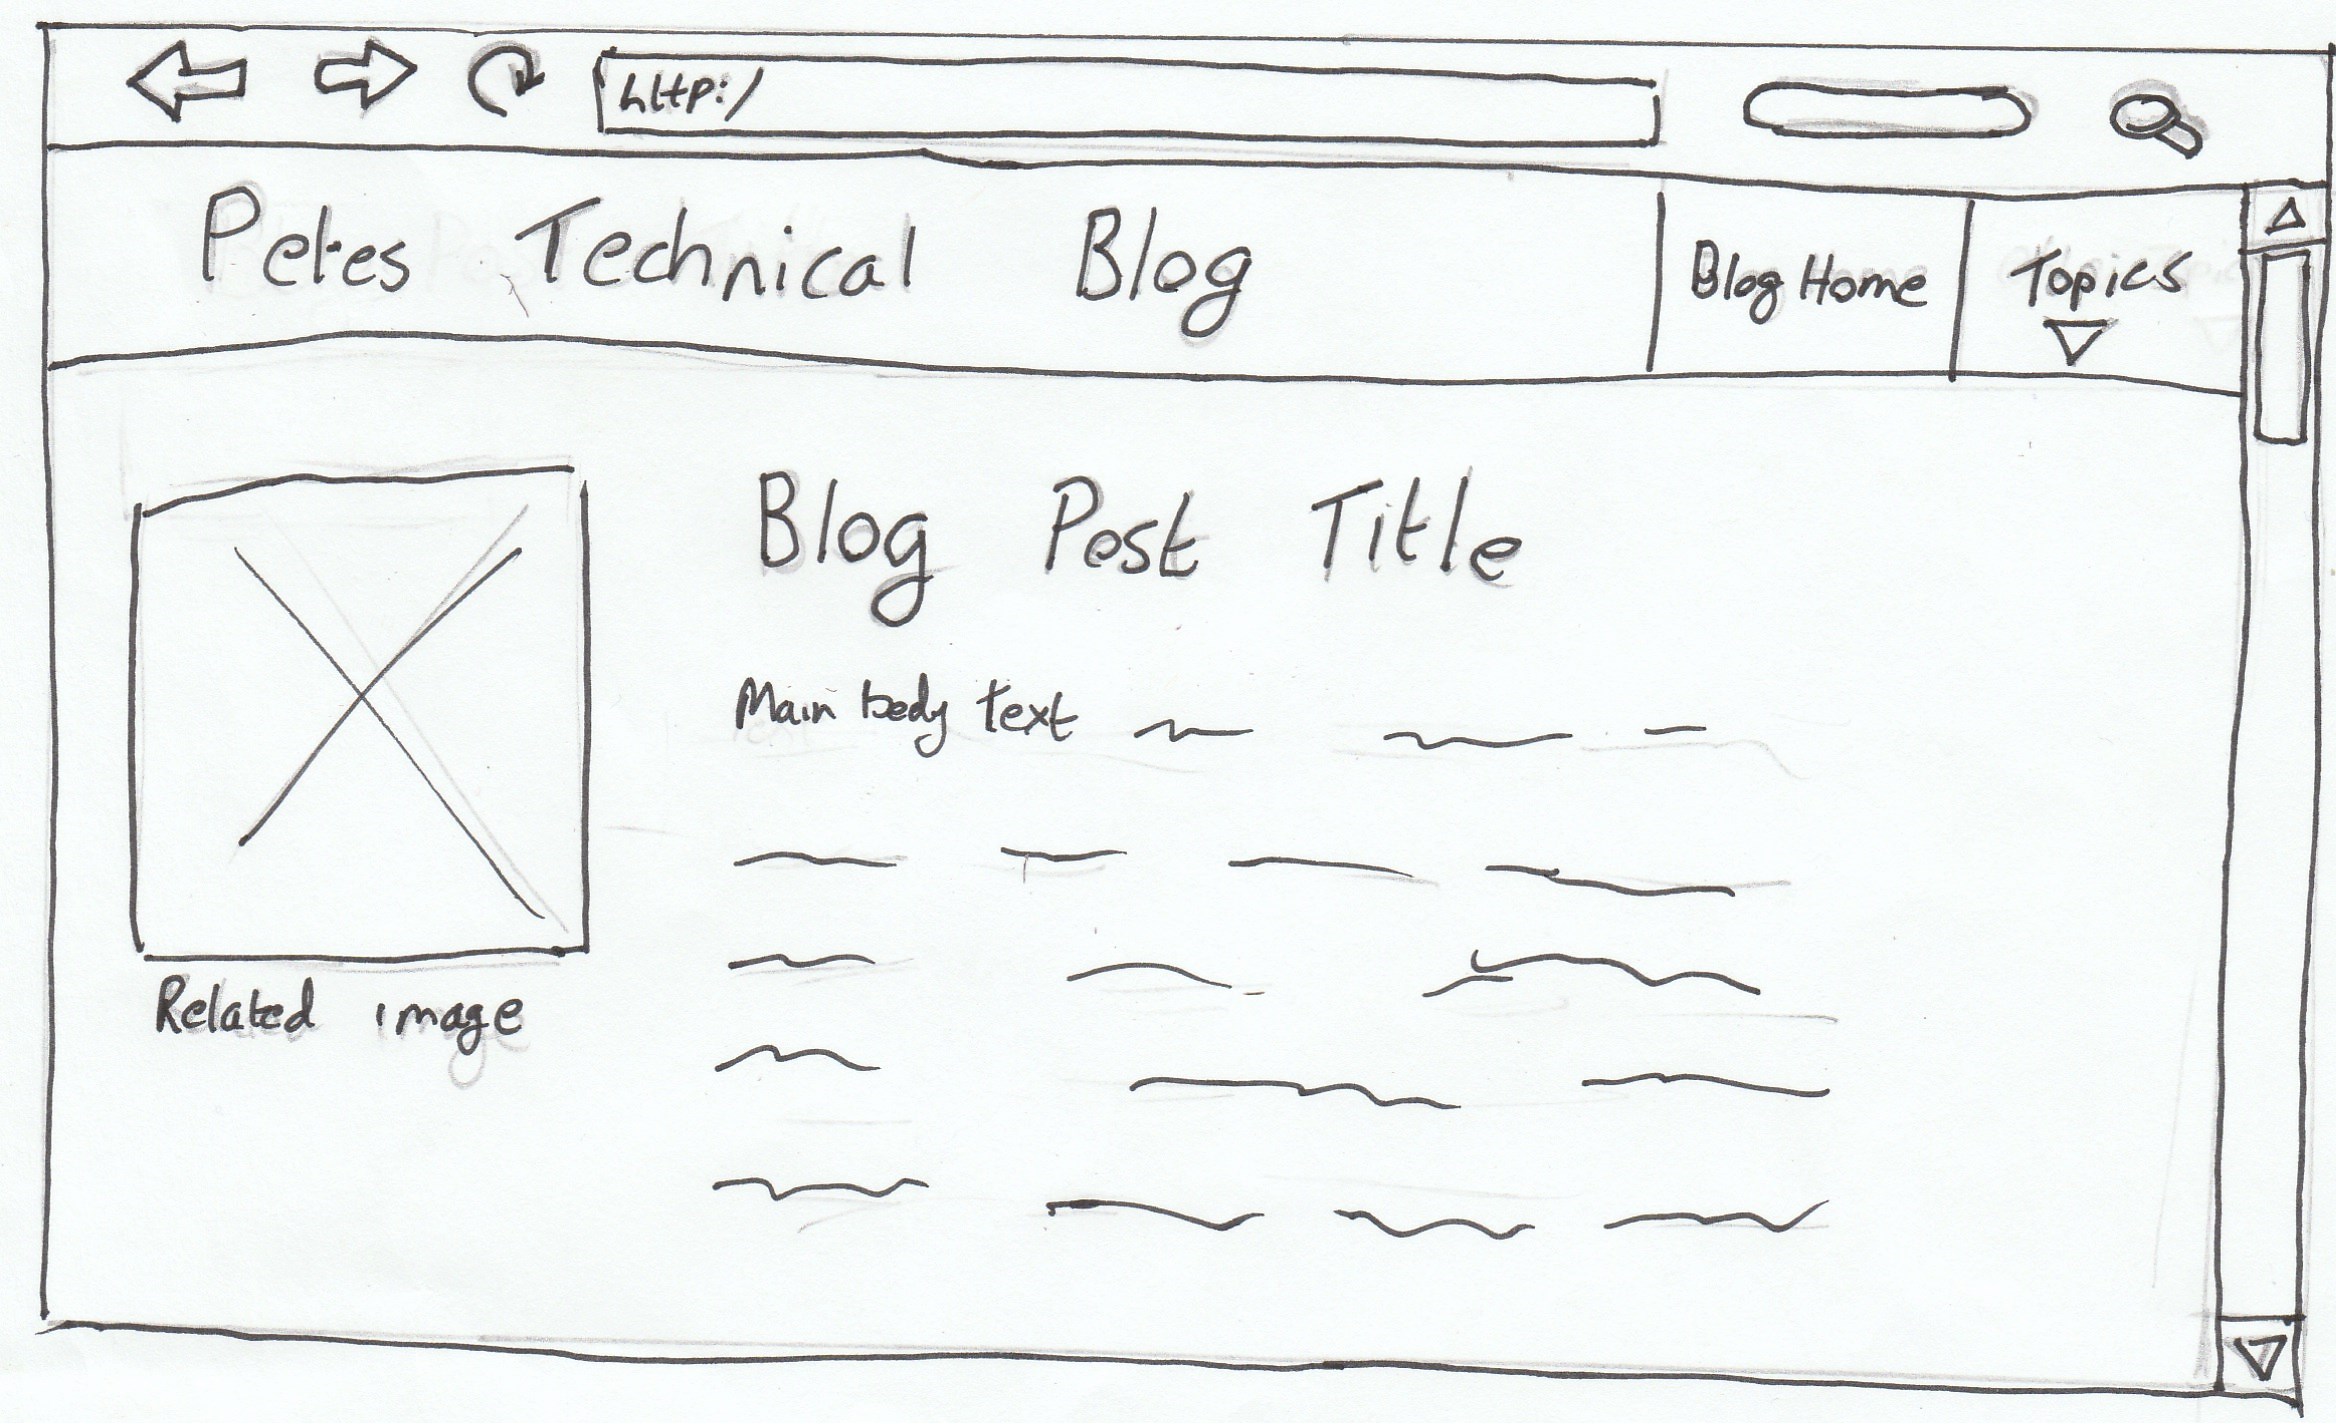 http:/
Petes Technical Blog
Blog Home
Topics
Blog Post Title
Main body text
Related image